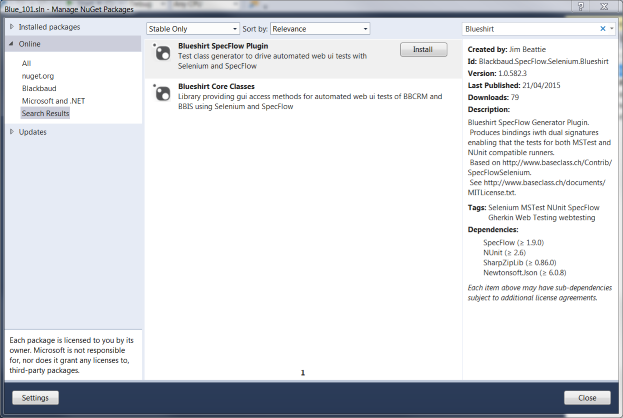 Blue_101.sln - Manage NuGet Packages
Installed packages
Online
All
nuget.org
Blackbaud
Microsoft and .NET
Search Results
Updates
Each package is licensed to you by its
owner. Microsoft is not responsible
for, nor does it grant any licenses to,
third-party packages.
Stable Only
Sort by: Relevance
Blueshirt SpecFlow Plugin
Test class generator to drive automated web ui tests with
Selenium and SpecFlow
Install
Blueshirt Core Classes
Library providing gui access methods for automated web ui tests of BBCRM and
BBIS using Selenium and SpecFlow
1
Blueshirt
Created by: Jim Beattie
Id: Blackbaud.SpecFlow.Selenium.Blueshirt
Version: 1.0.582.3
Last Published: 21/04/2015
Downloads: 79
Description:
Blueshirt SpecFlow Generator Plugin.
Produces bindings iwth dual signatures
enabling that the tests for both MSTest and
NUnit compatible runners.
Based on http://www.baseclass.ch/Contrib/
SpecFlowSelenium.
See http://www.baseclass.ch/documents/
MITLicense.txt.
Tags: Selenium MSTest NUnit SpecFlow
Gherkin Web Testing webtesting
Dependencies:
SpecFlow (≥ 1.9.0)
NUnit (≥ 2.6)
SharpZipLib (≥ 0.86.0)
Newtonsoft.Json (≥ 6.0.8)
Each item above may have sub-dependencies
subject to additional license agreements.
Settings
Close